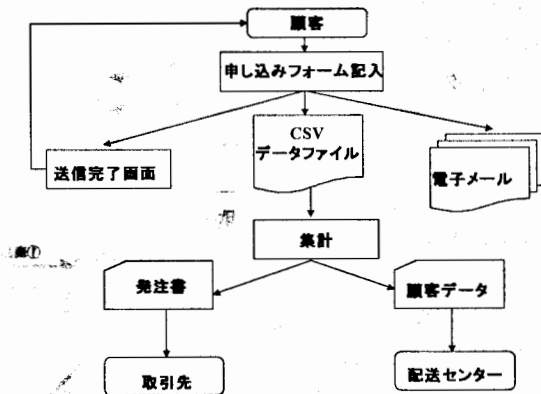 顧客
申し込みフォーム記入
CSV
データファイル
送信完了画面
電子メール
集計
発注書
顧客データ
取引先
配送センター